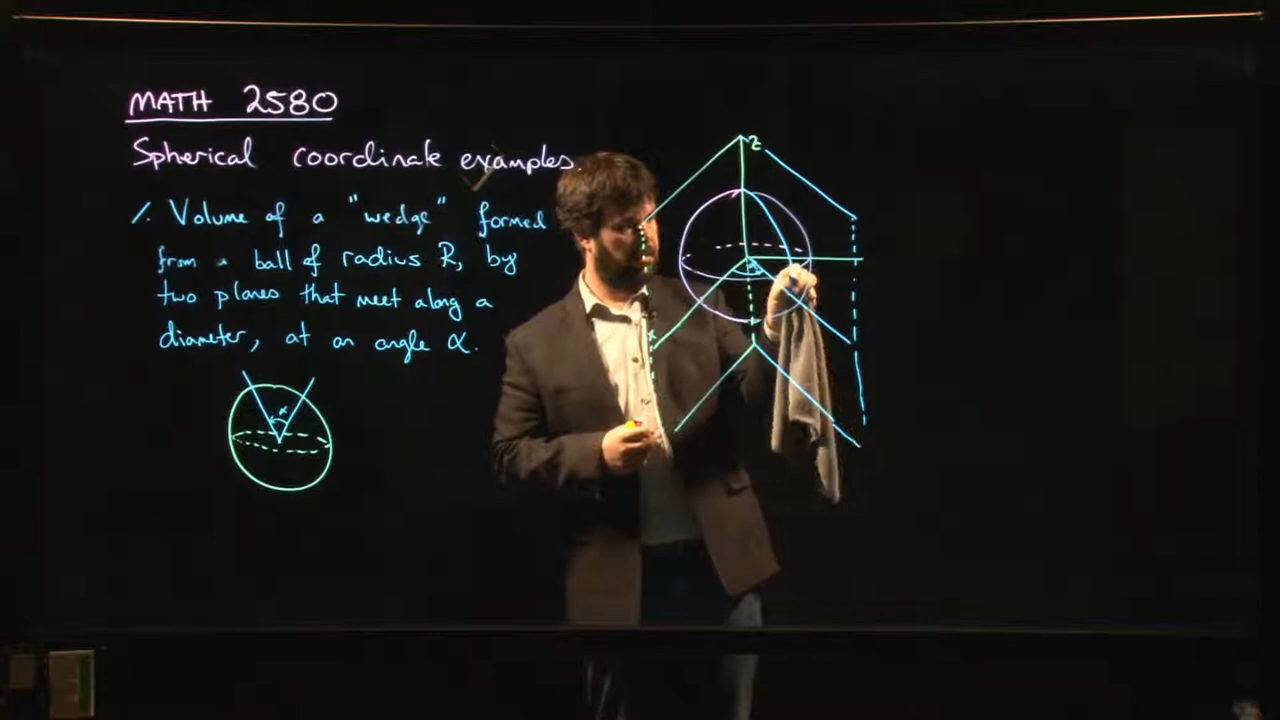 MATH 2580
Spherical coordinate examples.
1. Volume of a "wedge" formed
from a ball of radius R, by
two planes that meet along a
diameter, at an angle α.
α
z
x